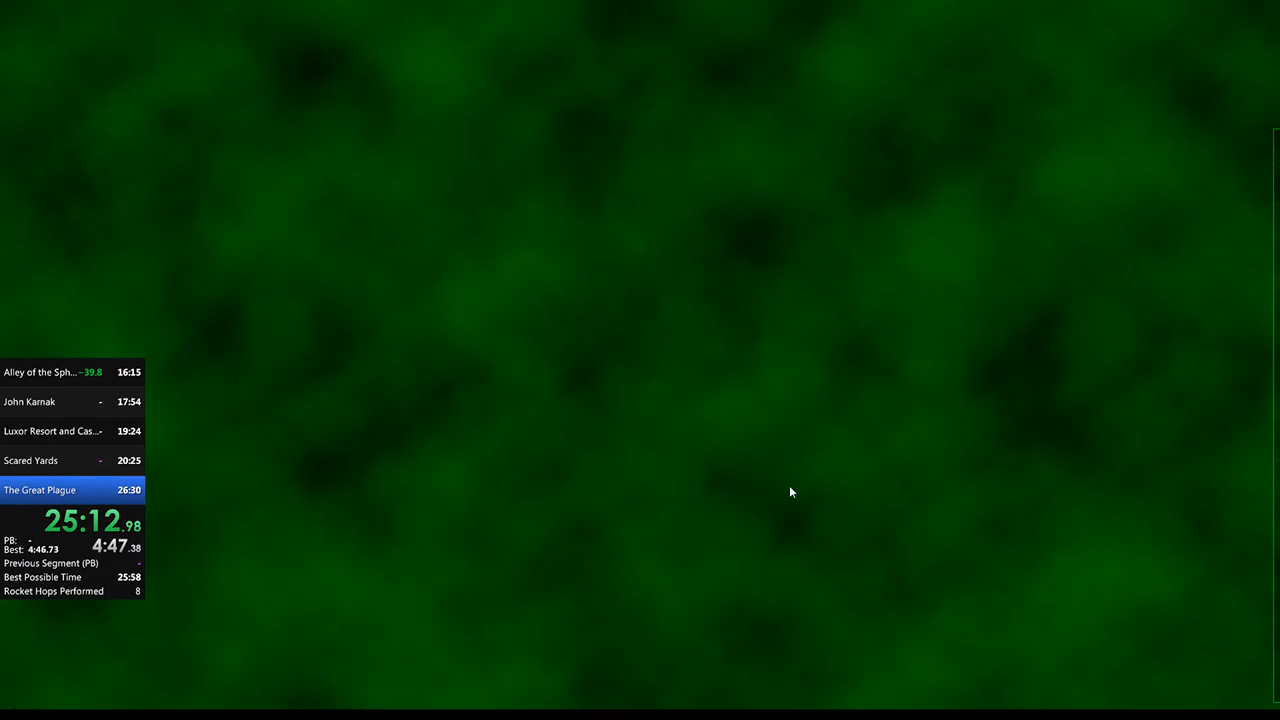 Alley of the Sph... −39.8 16:15
John Karnak - 17:54
Luxor Resort and Cas... - 19:24
Scared Yards - 20:25
The Great Plague 26:30
25:12.98
PB: -
Best: 4:46.73 4:47.38
Previous Segment (PB) -
Best Possible Time 25:58
Rocket Hops Performed 8